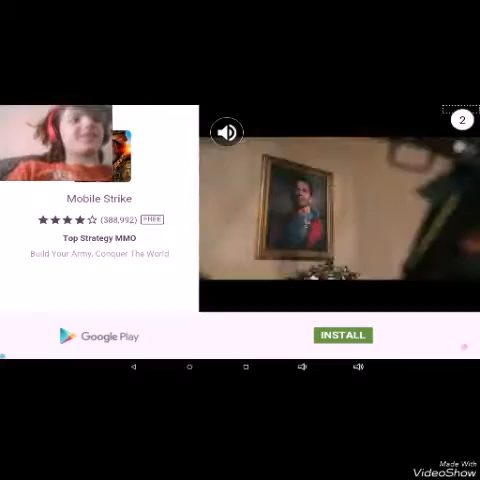 2
Mobile Strike
(388,992) FREE
Top Strategy MMO
Build Your Army, Conquer The World
Google Play
INSTALL
Made With
VideoShow